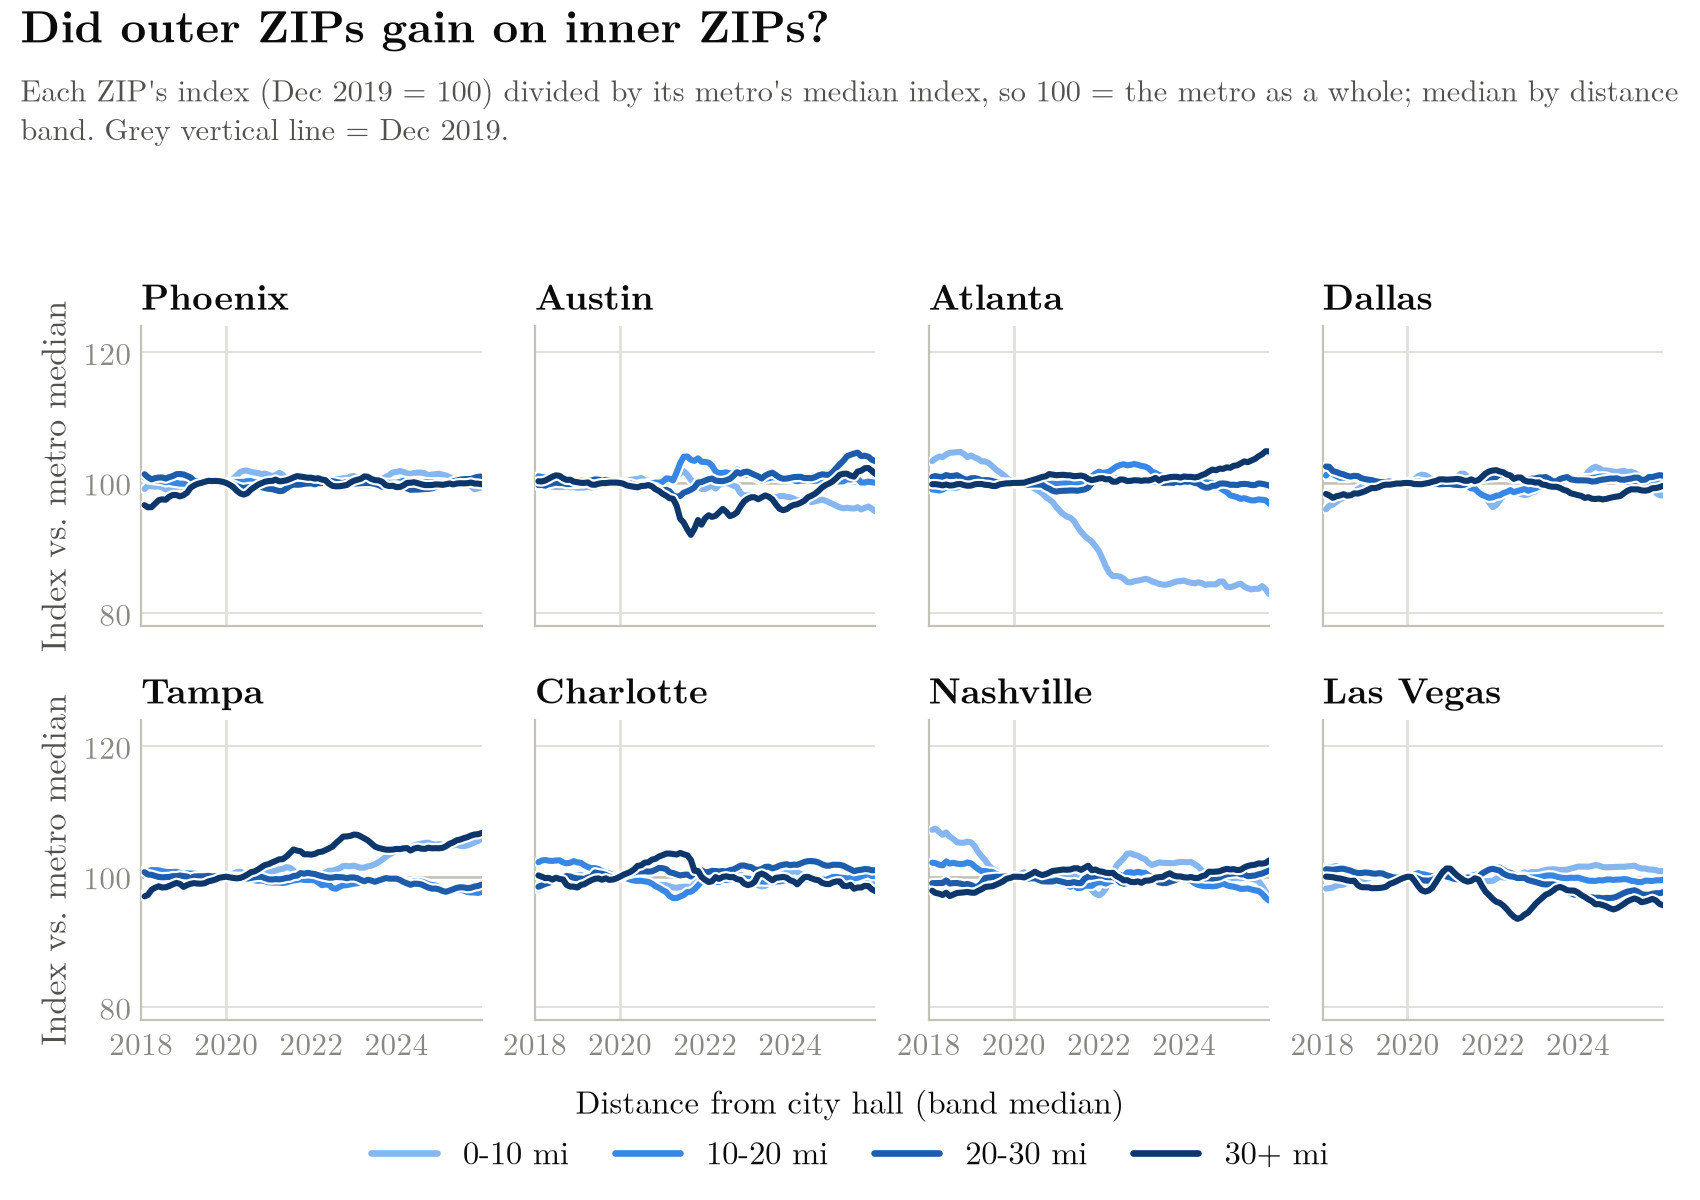 Did outer ZIPs gain on inner ZIPs?
Each ZIP's index (Dec 2019 = 100) divided by its metro's median index, so 100 = the metro as a whole; median by distance
band. Grey vertical line = Dec 2019.
Phoenix
Austin
Atlanta
Dallas
Index vs. metro median
120
100
80
Tampa
Charlotte
Nashville
Las Vegas
Index vs. metro median
120
100
80
2018 2020 2022 2024
2018 2020 2022 2024
2018 2020 2022 2024
2018 2020 2022 2024
Distance from city hall (band median)
0-10 mi
10-20 mi
20-30 mi
30+ mi